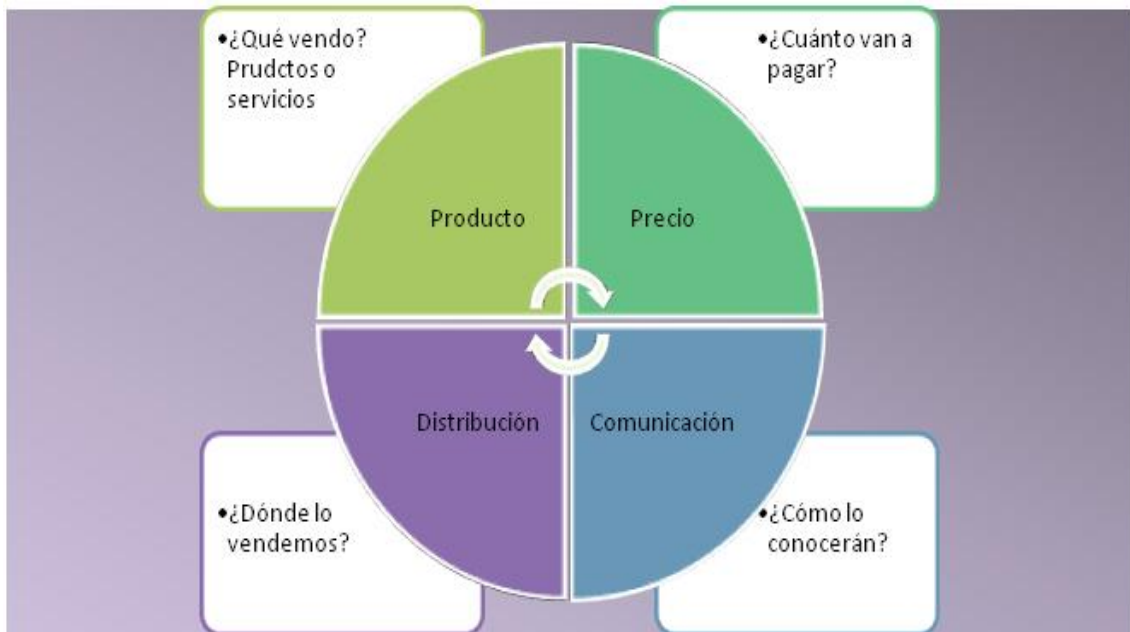 •¿Qué vendo?
Prudctos o
servicios
•¿Cuánto van a
pagar?
Producto
Precio
Distribución
Comunicación
•¿Dónde lo
vendemos?
•¿Cómo lo
conocerán?